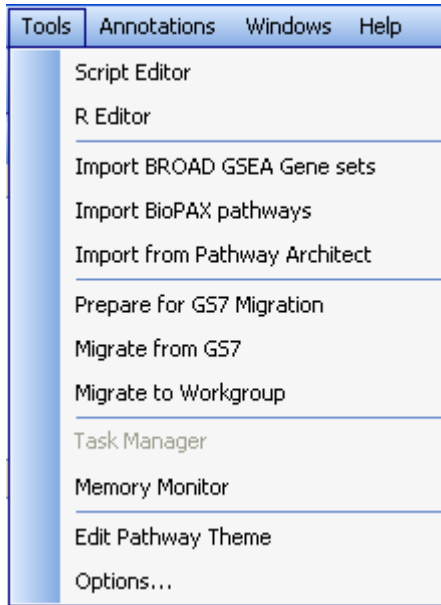 Tools Annotations Windows Help
Script Editor
R Editor
Import BROAD GSEA Gene sets
Import BioPAX pathways
Import from Pathway Architect
Prepare for GS7 Migration
Migrate from GS7
Migrate to Workgroup
Task Manager
Memory Monitor
Edit Pathway Theme
Options...